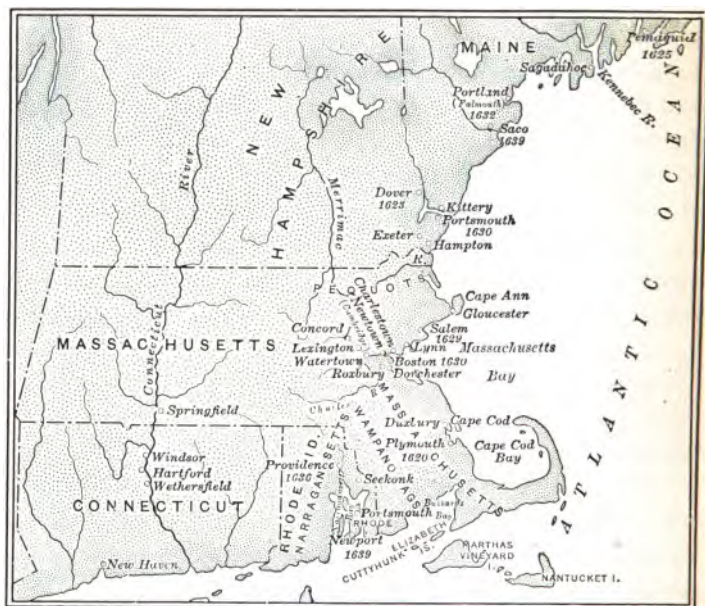 MAINE
Pemaquid
1625
Sagadahoc
Kennebec R.
Portland
(Falmouth)
1632
Saco
1639
ATLANTIC OCEAN
NEW HAMPSHIRE
River
Merrimac
Dover
1623
Kittery
Portsmouth
1630
Exeter
Hampton
R.
PEQUOTS
Cape Ann
Gloucester
Charlestown
Newtown
(Cambridge)
Concord
Salem
1629
MASSACHUSETTS
Connecticut
Lexington
Lynn
Massachusetts
Watertown
Boston 1630
Roxbury
Dorchester
Bay
Springfield
Charles
R.
MASSACHUSETTS
WAMPANOAGS
Duxbury
Cape Cod
Plymouth
1620
Cape Cod
Bay
Windsor
Hartford
Wethersfield
CONNECTICUT
Providence
1636
RHODE ID.
NARRAGANSETTS
Seekonk
Portsmouth
RHODE
Buzzards
Bay
Newport
1639
ELIZABETH
IS.
CUTTYHUNK
MARTHAS
VINEYARD
I.
NANTUCKET I.
New Haven